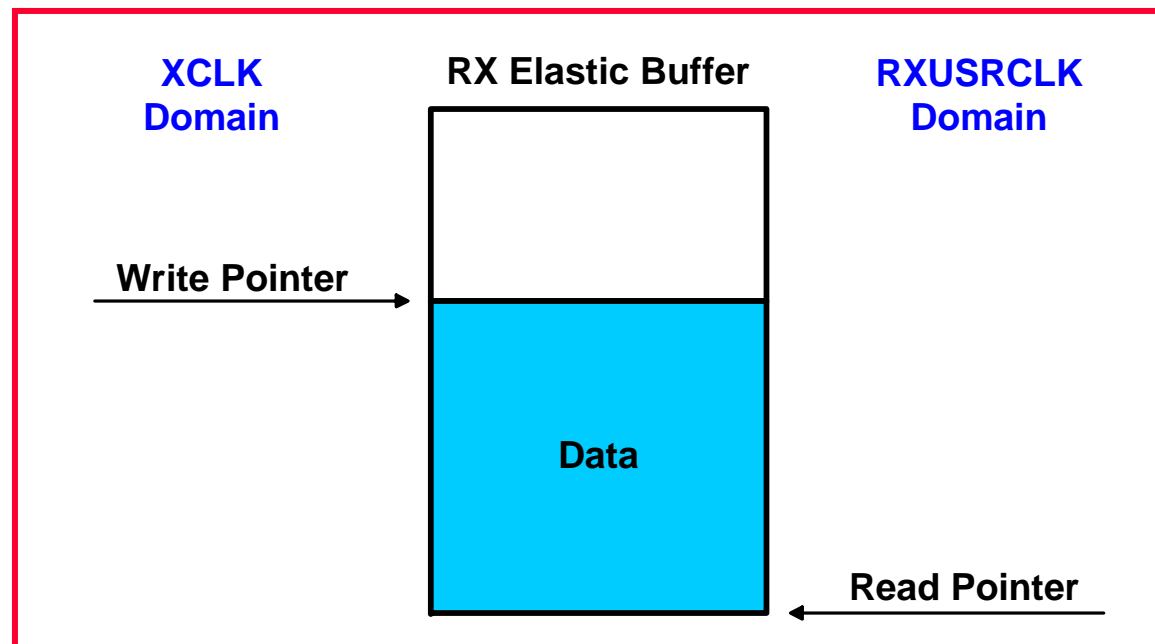 XCLK
Domain
RX Elastic Buffer
RXUSRCLK
Domain
Write Pointer
Data
Read Pointer